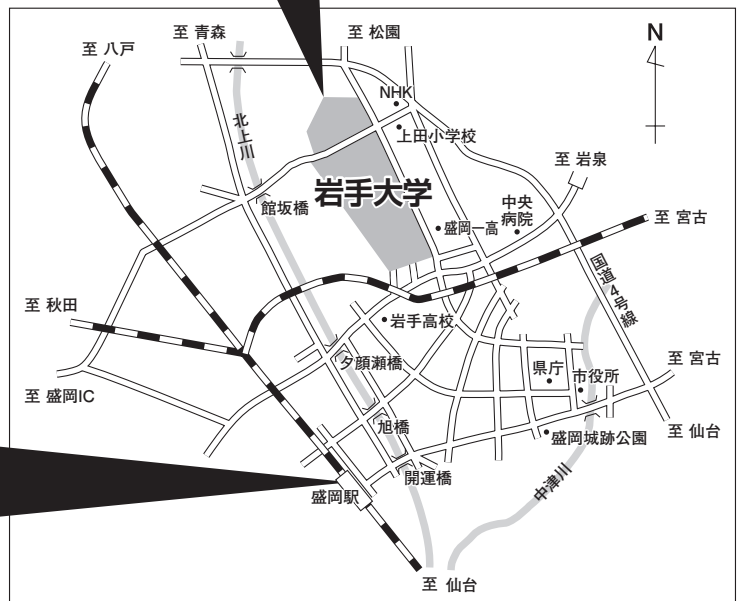 至 青森
至 松園
至 八戸
N
NHK
北上川
上田小学校
至 岩泉
岩手大学
中央
病院
館坂橋
盛岡一高
至 宮古
国道4号線
至 秋田
岩手高校
夕顔瀬橋
県庁
市役所
至 宮古
至 盛岡IC
旭橋
盛岡城跡公園
至 仙台
開運橋
盛岡駅
中津川
至 仙台